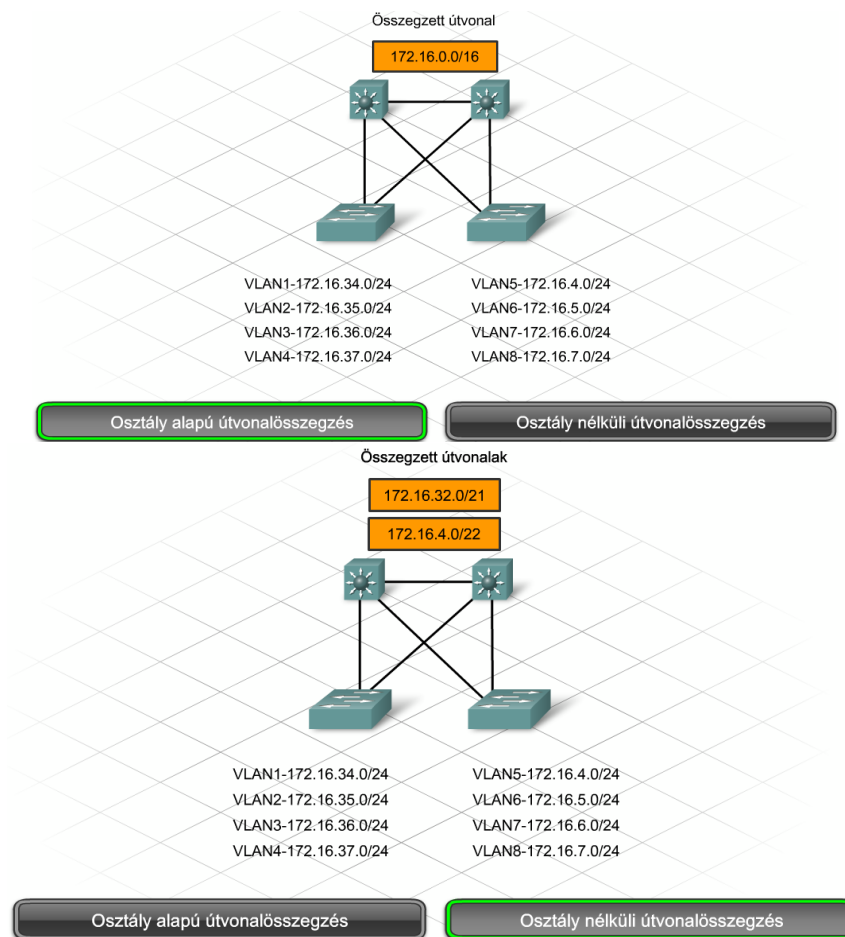 Összegzett útvonal
172.16.0.0/16
VLAN1-172.16.34.0/24
VLAN2-172.16.35.0/24
VLAN3-172.16.36.0/24
VLAN4-172.16.37.0/24
VLAN5-172.16.4.0/24
VLAN6-172.16.5.0/24
VLAN7-172.16.6.0/24
VLAN8-172.16.7.0/24
Osztály alapú útvonalösszegzés
Osztály nélküli útvonalösszegzés
Összegzett útvonalak
172.16.32.0/21
172.16.4.0/22
VLAN1-172.16.34.0/24
VLAN2-172.16.35.0/24
VLAN3-172.16.36.0/24
VLAN4-172.16.37.0/24
VLAN5-172.16.4.0/24
VLAN6-172.16.5.0/24
VLAN7-172.16.6.0/24
VLAN8-172.16.7.0/24
Osztály alapú útvonalösszegzés
Osztály nélküli útvonalösszegzés